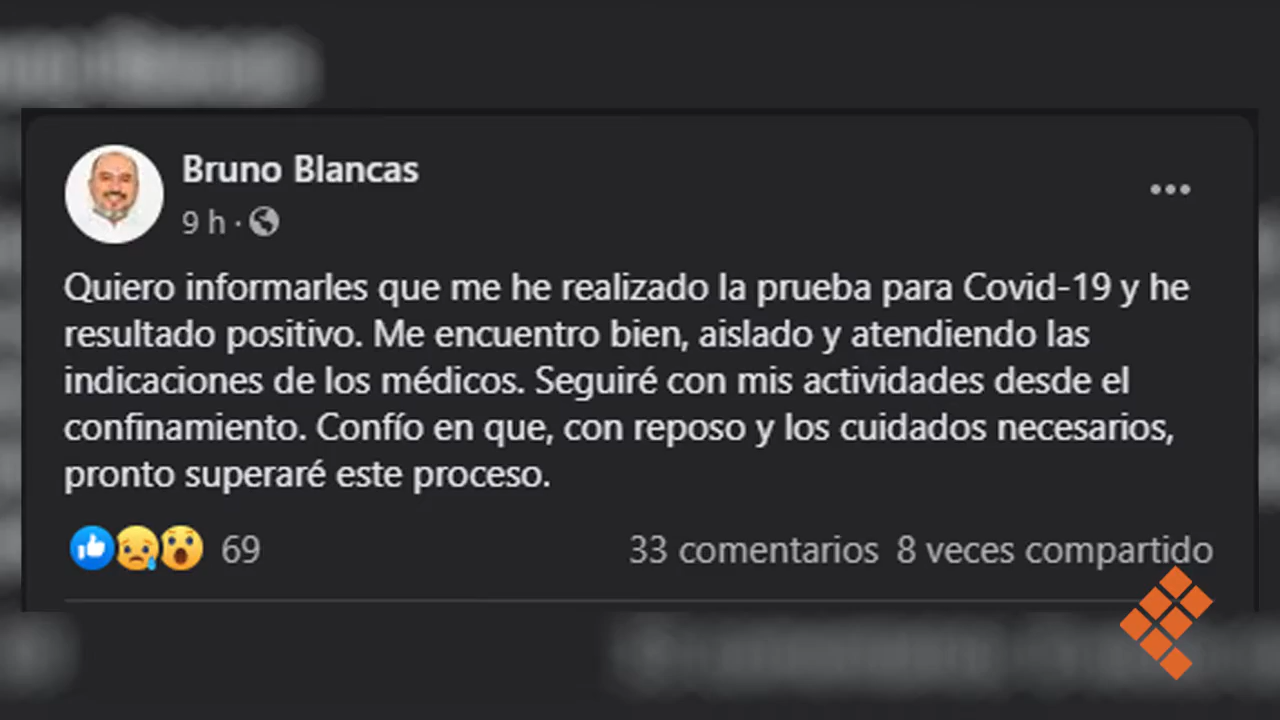 Bruno Blancas
9 h ·
Quiero informarles que me he realizado la prueba para Covid-19 y he
resultado positivo. Me encuentro bien, aislado y atendiendo las
indicaciones de los médicos. Seguiré con mis actividades desde el
confinamiento. Confío en que, con reposo y los cuidados necesarios,
pronto superaré este proceso.
69 33 comentarios 8 veces compartido